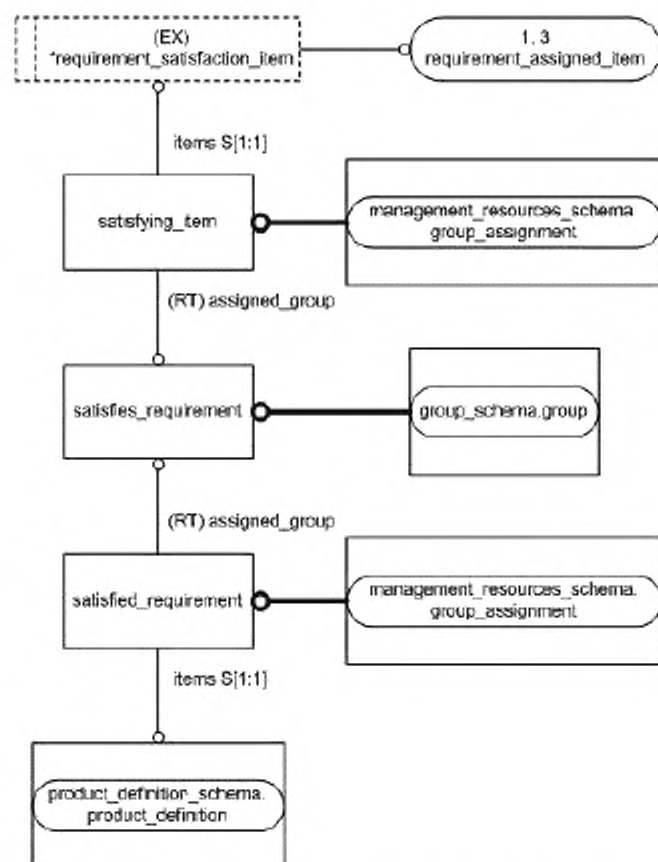 (EX)
*requirement_satisfaction_item
1, 3
requirement_assigned_item
items S[1:1]
satisfying_item
management_resources_schema
group_assignment
(RT) assigned_group
satisfies_requirement
group_schema.group
(RT) assigned_group
satisfied_requirement
management_resources_schema.
group_assignment
items S[1:1]
product_definition_schema.
product_definition